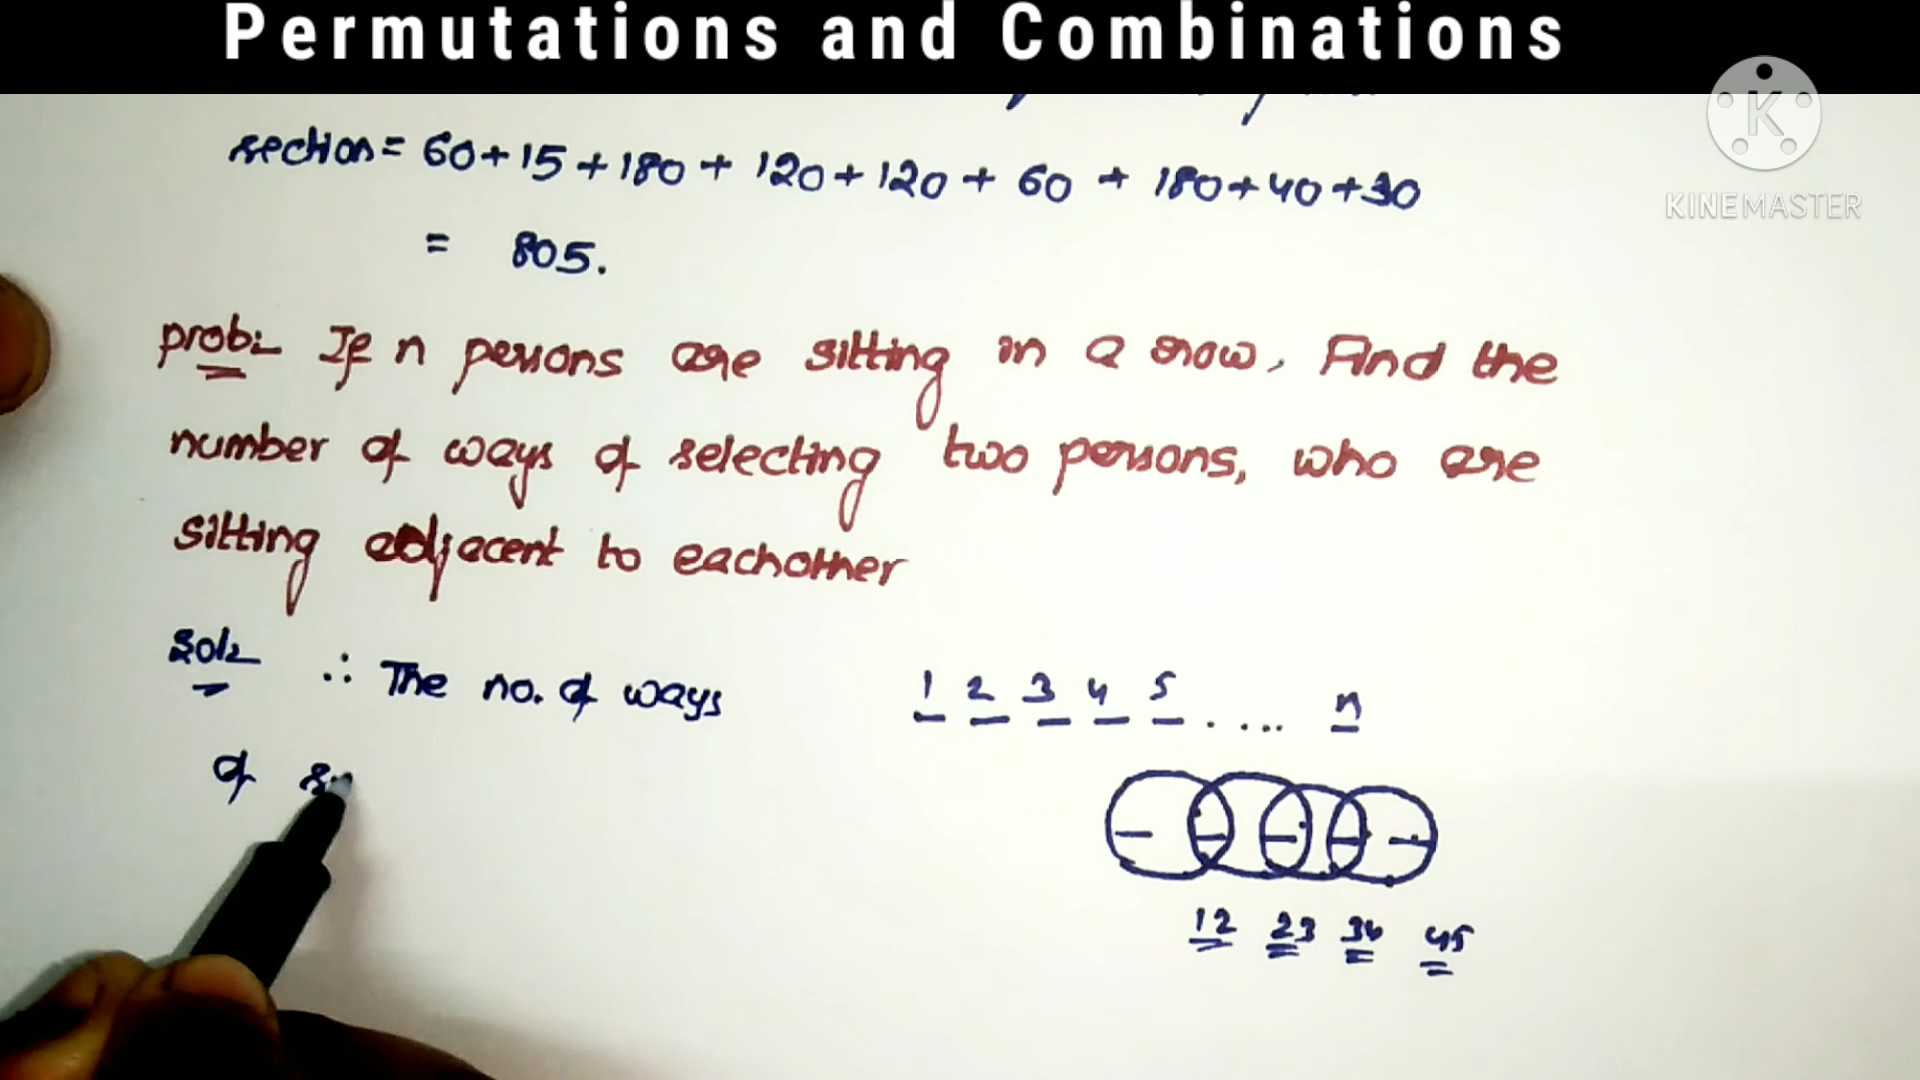 Permutations and Combinations
K
KINEMASTER
section = 60+15+180+120+120+60+180+40+30
= 805.
prob:- If n persons are sitting in a row, Find the
number of ways of selecting two persons, who are
sitting adjacent to eachother
Sol:- ∴ The no. of ways
1 2 3 4 5 ..... n
of
12 23 34 45